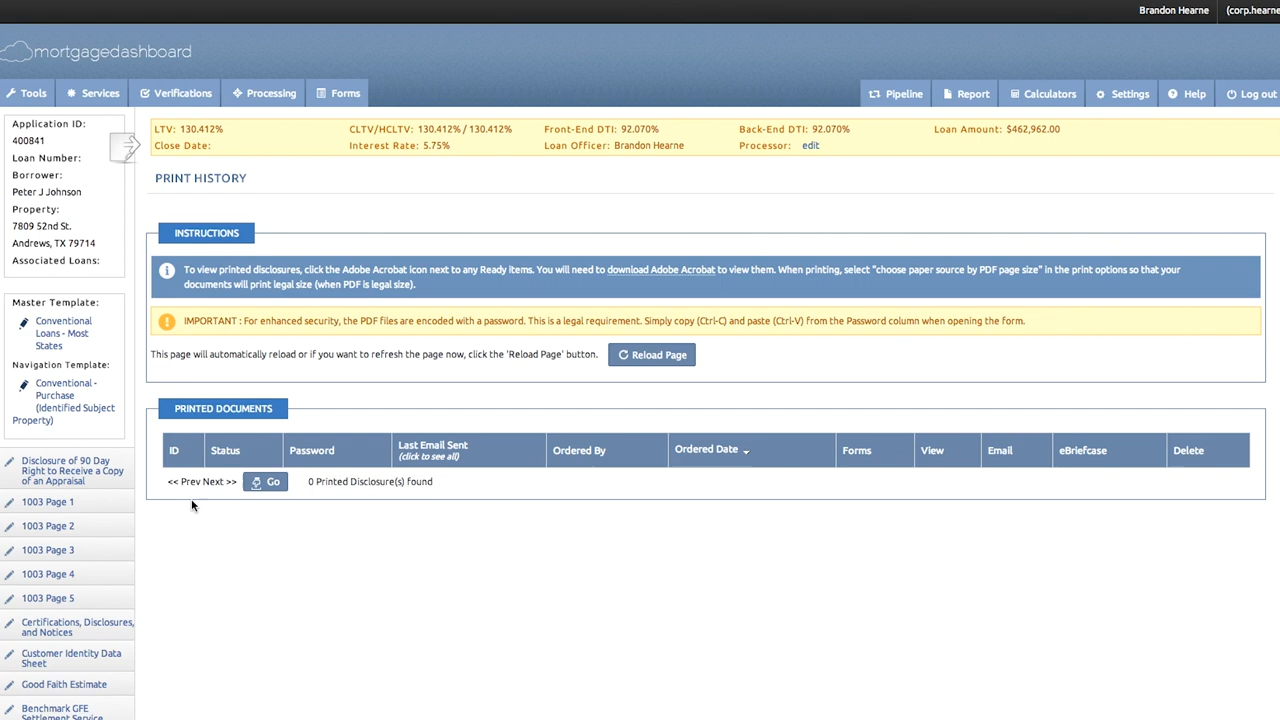 Brandon Hearne
(corp.hearne
mortgagedashboard
Tools
Services
Verifications
Processing
Forms
Pipeline
Report
Calculators
Settings
Help
Log out
Application ID:
400841
Loan Number:
Borrower:
Peter J Johnson
Property:
7809 52nd St.
Andrews, TX 79714
Associated Loans:
LTV: 130.412%
CLTV/HCLTV: 130.412% / 130.412%
Front-End DTI: 92.070%
Back-End DTI: 92.070%
Loan Amount: $462,962.00
Close Date:
Interest Rate: 5.75%
Loan Officer: Brandon Hearne
Processor: edit
PRINT HISTORY
INSTRUCTIONS
To view printed disclosures, click the Adobe Acrobat icon next to any Ready items. You will need to download Adobe Acrobat to view them. When printing, select "choose paper source by PDF page size" in the print options so that your
documents will print legal size (when PDF is legal size).
IMPORTANT : For enhanced security, the PDF files are encoded with a password. This is a legal requirement. Simply copy (Ctrl-C) and paste (Ctrl-V) from the Password column when opening the form.
This page will automatically reload or if you want to refresh the page now, click the 'Reload Page' button.
Reload Page
PRINTED DOCUMENTS
ID
Status
Password
Last Email Sent
(click to see all)
Ordered By
Ordered Date
Forms
View
Email
eBriefcase
Delete
<< Prev Next >>
Go
0 Printed Disclosure(s) found
Master Template:
Conventional
Loans - Most
States
Navigation Template:
Conventional -
Purchase
(Identified Subject
Property)
Disclosure of 90 Day
Right to Receive a Copy
of an Appraisal
1003 Page 1
1003 Page 2
1003 Page 3
1003 Page 4
1003 Page 5
Certifications, Disclosures,
and Notices
Customer Identity Data
Sheet
Good Faith Estimate
Benchmark GFE
Settlement Service